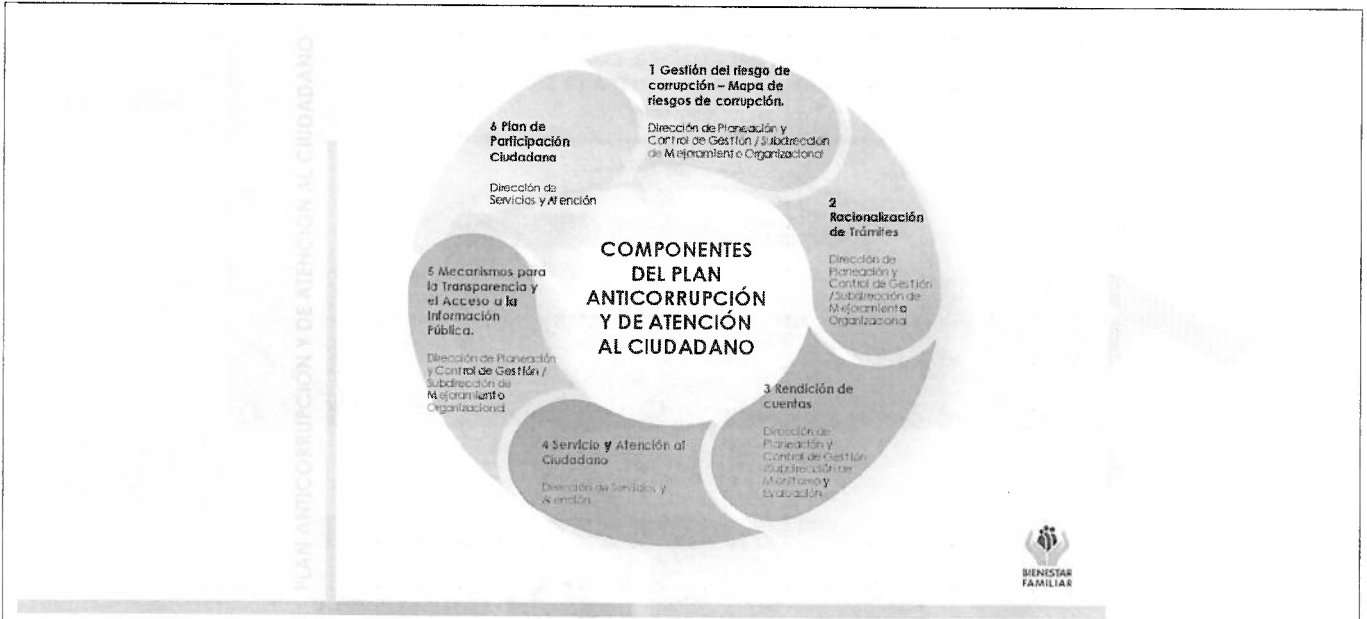 PLAN ANTICORRUPCIÓN Y DE ATENCIÓN AL CIUDADANO
1 Gestión del riesgo de
corrupción – Mapa de
riesgos de corrupción.
Dirección de Planeación y
Control de Gestión / Subdirección
de Mejoramiento Organizacional
2
Racionalización
de Trámites
Dirección de
Planeación y
Control de Gestión
/Subdirección de
Mejoramiento
Organizacional
3 Rendición de
cuentas
Dirección de
Planeación y
Control de Gestión
/Subdirección de
Monitoreo y
Evaluación
4 Servicio y Atención al
Ciudadano
Dirección de Servicios y
Atención
5 Mecanismos para
la Transparencia y
el Acceso a la
Información
Pública.
Dirección de Planeación
y Control de Gestión /
Subdirección de
Mejoramiento
Organizacional
6 Plan de
Participación
Ciudadana
Dirección de
Servicios y Atención
COMPONENTES
DEL PLAN
ANTICORRUPCIÓN
Y DE ATENCIÓN
AL CIUDADANO
BIENESTAR
FAMILIAR